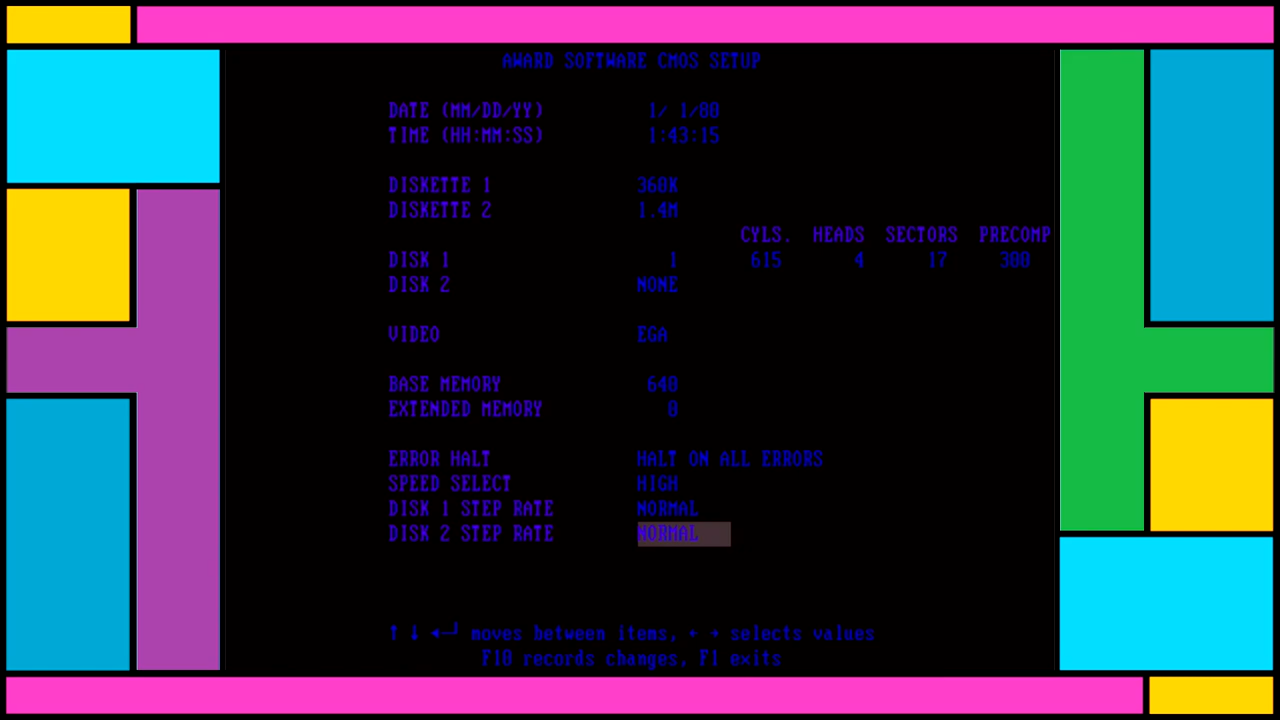 AWARD SOFTWARE CMOS SETUP
DATE (MM/DD/YY) 1/ 1/80
TIME (HH:MM:SS) 1:43:15
DISKETTE 1 360K
DISKETTE 2 1.4M
CYLS. HEADS SECTORS PRECOMP
DISK 1 1 615 4 17 300
DISK 2 NONE
VIDEO EGA
BASE MEMORY 640
EXTENDED MEMORY 0
ERROR HALT HALT ON ALL ERRORS
SPEED SELECT HIGH
DISK 1 STEP RATE NORMAL
DISK 2 STEP RATE NORMAL
↑ ↓ ◄─┘ moves between items, ← → selects values
F10 records changes, F1 exits